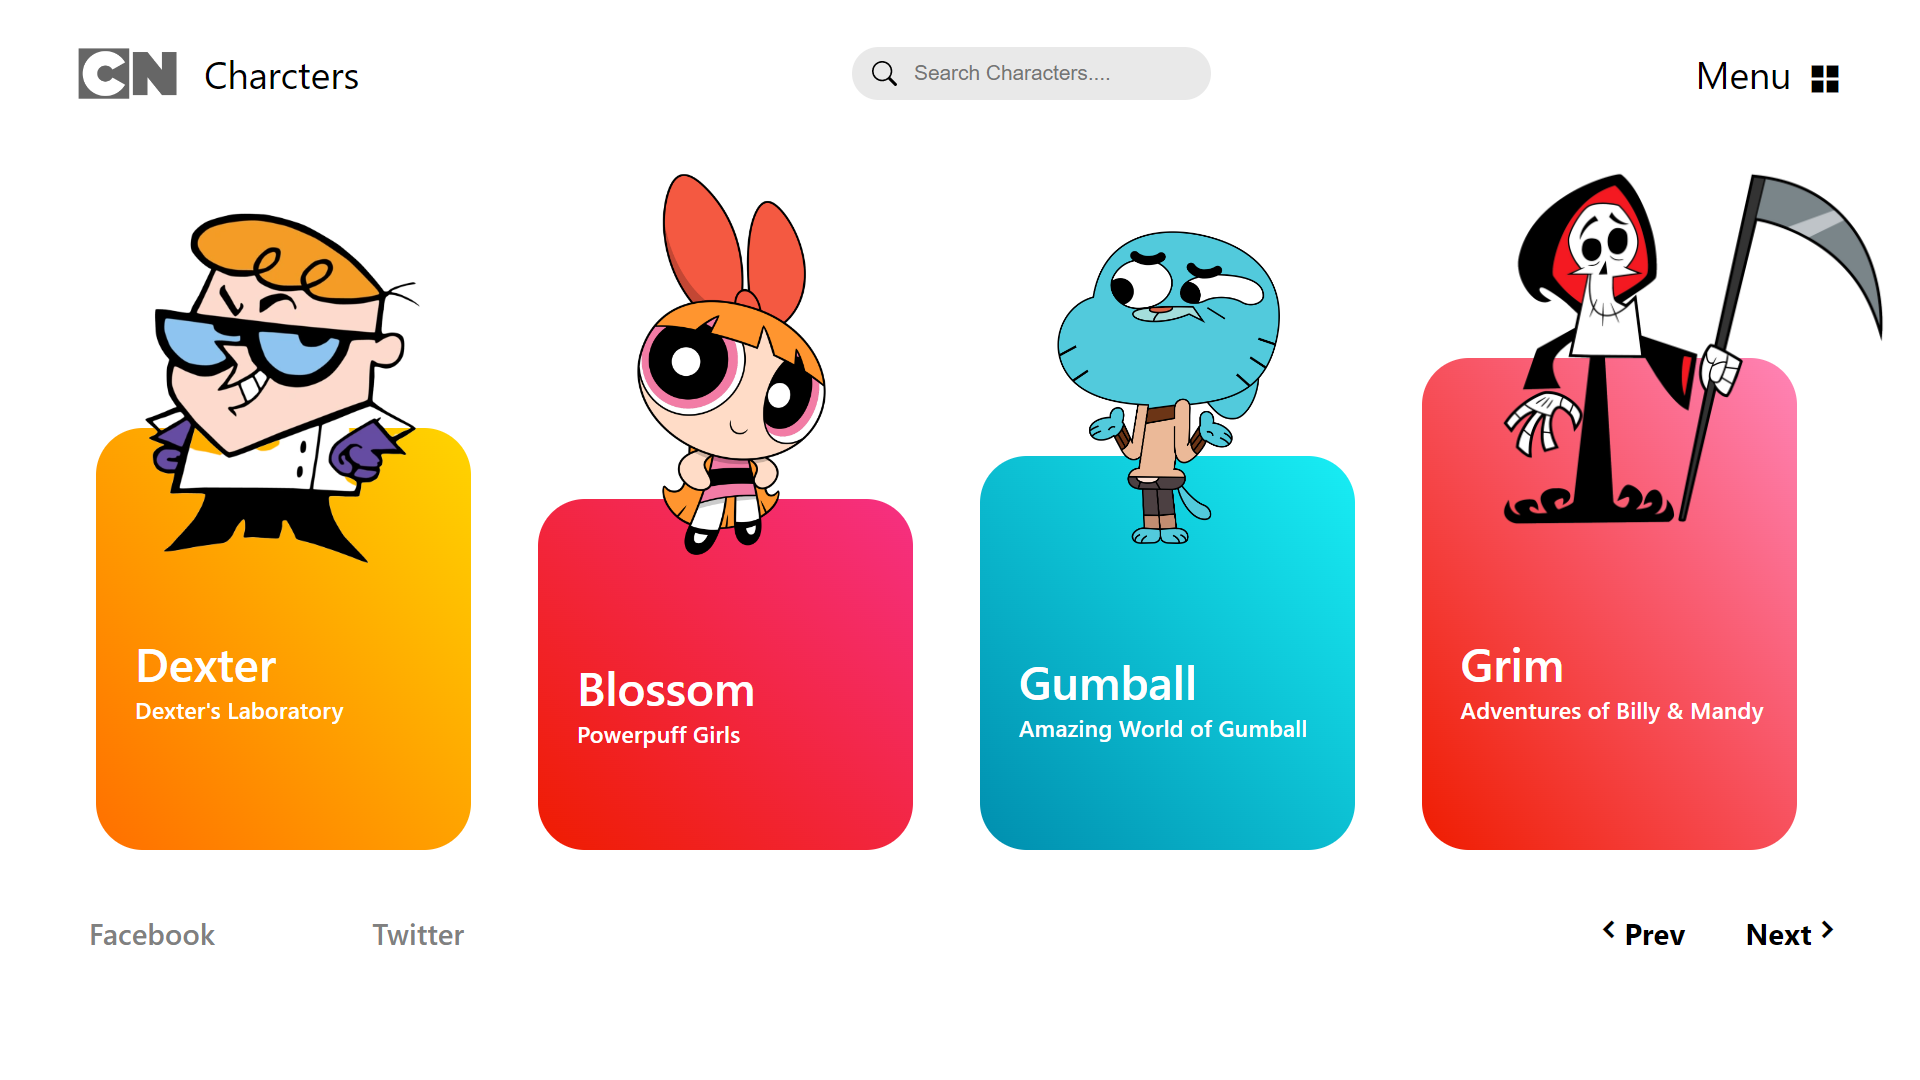 CN Charcters
Search Characters....
Menu
Dexter
Dexter's Laboratory
Blossom
Powerpuff Girls
Gumball
Amazing World of Gumball
Grim
Adventures of Billy & Mandy
Facebook
Twitter
Prev
Next